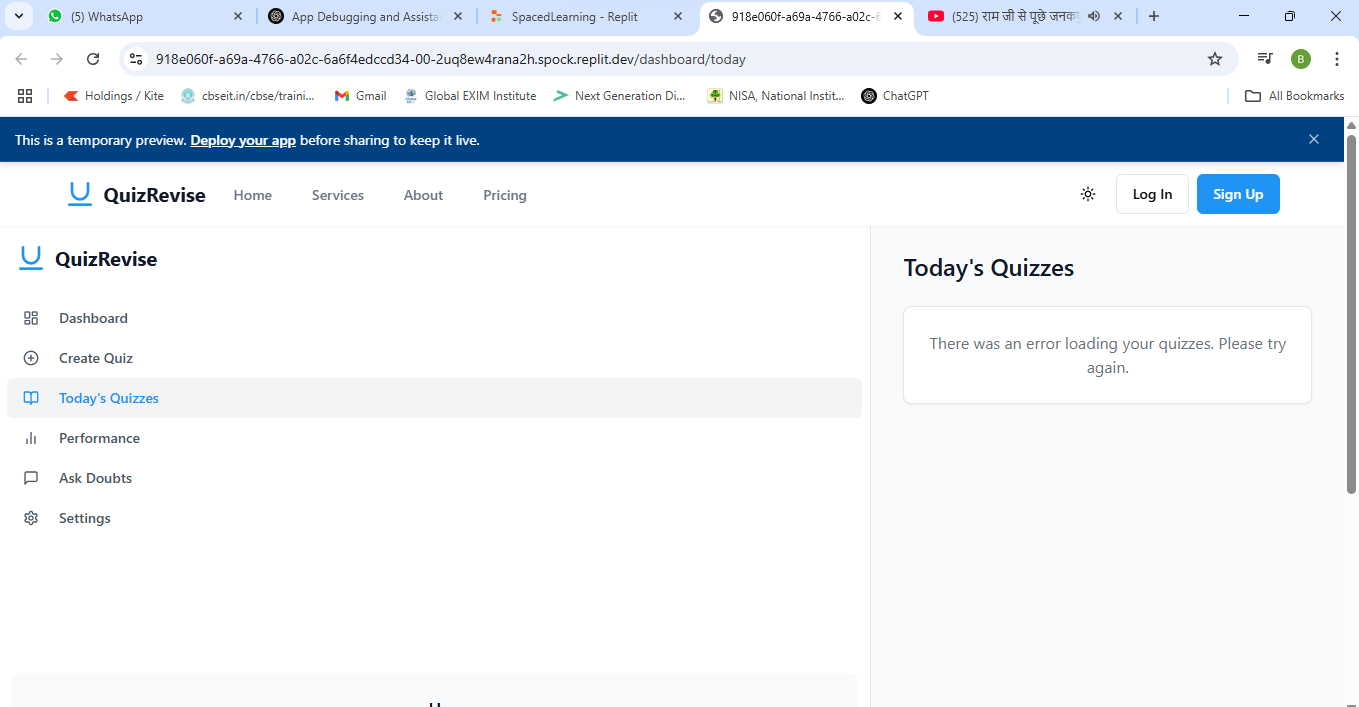 (5) WhatsApp
App Debugging and Assista
SpacedLearning - Replit
918e060f-a69a-4766-a02c-6
(525) राम जी से पूछे जनकपु
918e060f-a69a-4766-a02c-6a6f4edccd34-00-2uq8ew4rana2h.spock.replit.dev/dashboard/today
B
Holdings / Kite
cbseit.in/cbse/traini...
Gmail
Global EXIM Institute
Next Generation Di...
NISA, National Instit...
ChatGPT
All Bookmarks
This is a temporary preview. Deploy your app before sharing to keep it live.
QuizRevise
Home
Services
About
Pricing
Log In
Sign Up
QuizRevise
Dashboard
Create Quiz
Today's Quizzes
Performance
Ask Doubts
Settings
Today's Quizzes
There was an error loading your quizzes. Please try
again.